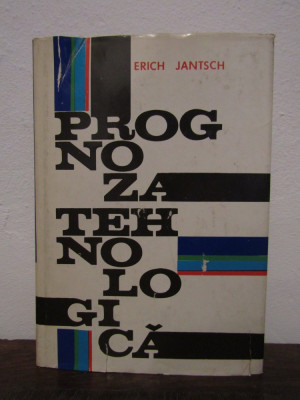 ERICH JANTSCH
PROG
NO
ZA
TEH
NO
LO
GI
CĂ